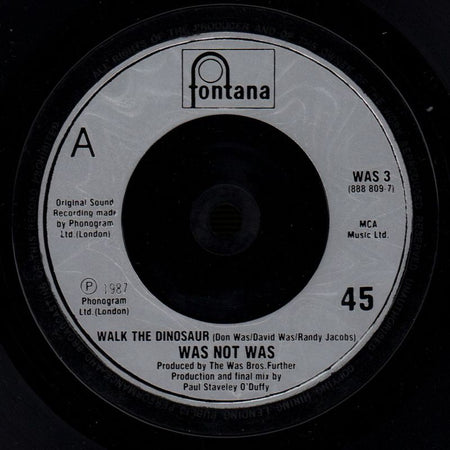 fontana
A
WAS 3
(888 809-7)
Original Sound
Recording made
by Phonogram
Ltd.(London)
MCA
Music Ltd.
P 1987
Phonogram
Ltd.(London)
45
WALK THE DINOSAUR (Don Was/David Was/Randy Jacobs)
WAS NOT WAS
Produced by The Was Bros.Further
Production and final mix by
Paul Staveley O'Duffy